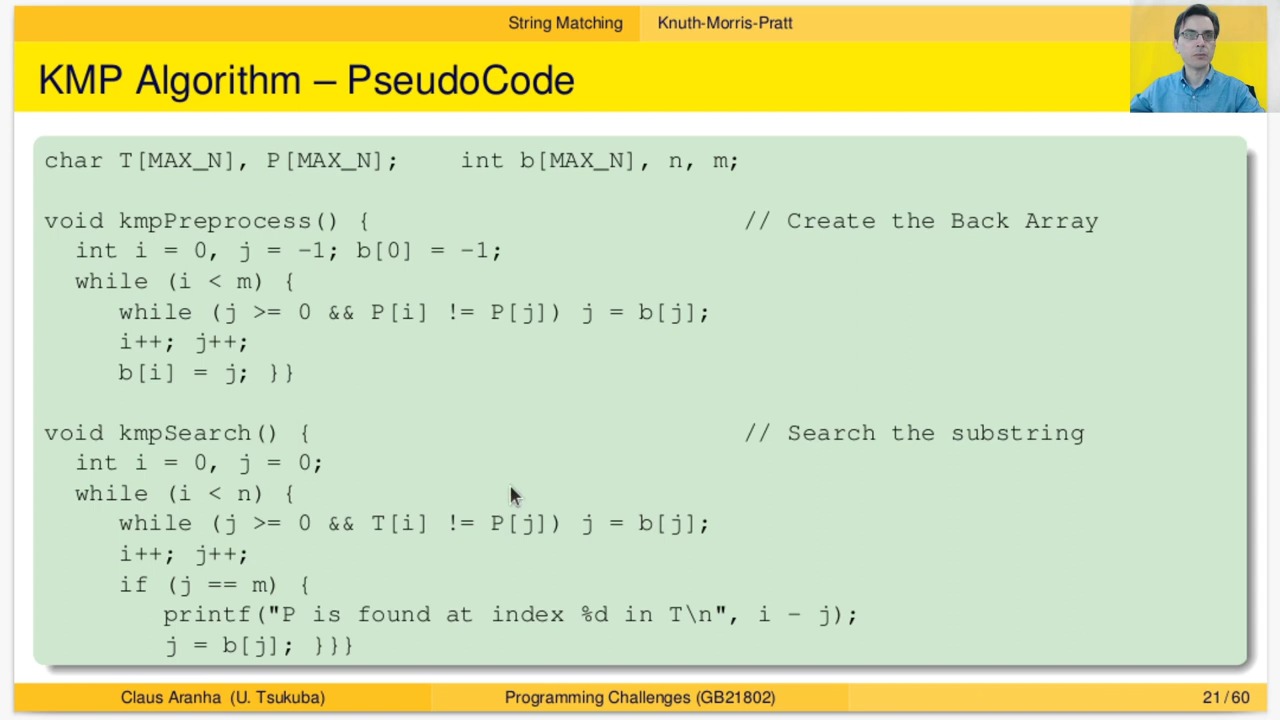 String Matching Knuth-Morris-Pratt
KMP Algorithm – PseudoCode
char T[MAX_N], P[MAX_N]; int b[MAX_N], n, m;
void kmpPreprocess() { // Create the Back Array
int i = 0, j = -1; b[0] = -1;
while (i < m) {
while (j >= 0 && P[i] != P[j]) j = b[j];
i++; j++;
b[i] = j; }}
void kmpSearch() { // Search the substring
int i = 0, j = 0;
while (i < n) {
while (j >= 0 && T[i] != P[j]) j = b[j];
i++; j++;
if (j == m) {
printf("P is found at index %d in T\n", i - j);
j = b[j]; }}}
Claus Aranha (U. Tsukuba) Programming Challenges (GB21802) 21 / 60